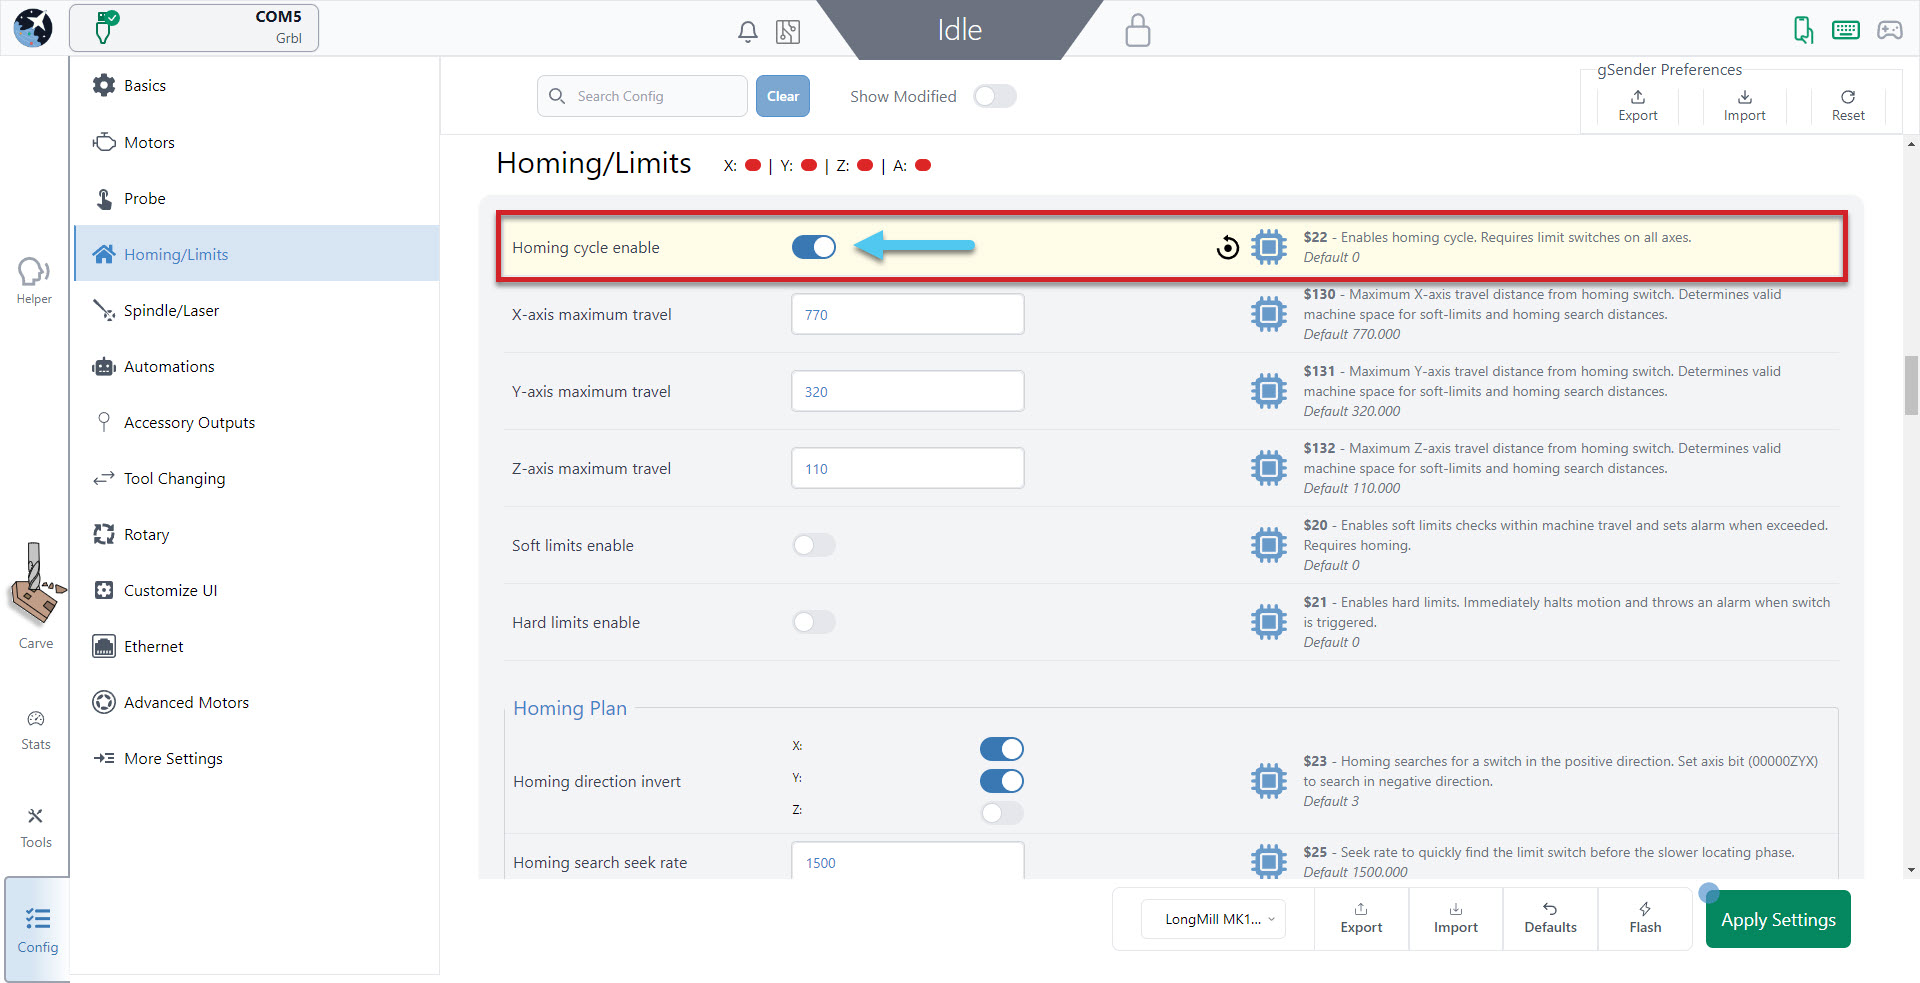 COM5
Grbl
Idle
Basics
Motors
Probe
Homing/Limits
Spindle/Laser
Automations
Accessory Outputs
Tool Changing
Rotary
Customize UI
Ethernet
Advanced Motors
More Settings
Helper
Carve
Stats
Tools
Config
Search Config
Clear
Show Modified
gSender Preferences
Export
Import
Reset
Homing/Limits X: | Y: | Z: | A:
Homing cycle enable
$22 - Enables homing cycle. Requires limit switches on all axes.
Default 0
X-axis maximum travel
770
$130 - Maximum X-axis travel distance from homing switch. Determines valid
machine space for soft-limits and homing search distances.
Default 770.000
Y-axis maximum travel
320
$131 - Maximum Y-axis travel distance from homing switch. Determines valid
machine space for soft-limits and homing search distances.
Default 320.000
Z-axis maximum travel
110
$132 - Maximum Z-axis travel distance from homing switch. Determines valid
machine space for soft-limits and homing search distances.
Default 110.000
Soft limits enable
$20 - Enables soft limits checks within machine travel and sets alarm when exceeded.
Requires homing.
Default 0
Hard limits enable
$21 - Enables hard limits. Immediately halts motion and throws an alarm when switch
is triggered.
Default 0
Homing Plan
Homing direction invert
X:
Y:
Z:
$23 - Homing searches for a switch in the positive direction. Set axis bit (00000ZYX)
to search in negative direction.
Default 3
Homing search seek rate
1500
$25 - Seek rate to quickly find the limit switch before the slower locating phase.
Default 1500.000
LongMill MK1...
Export
Import
Defaults
Flash
Apply Settings